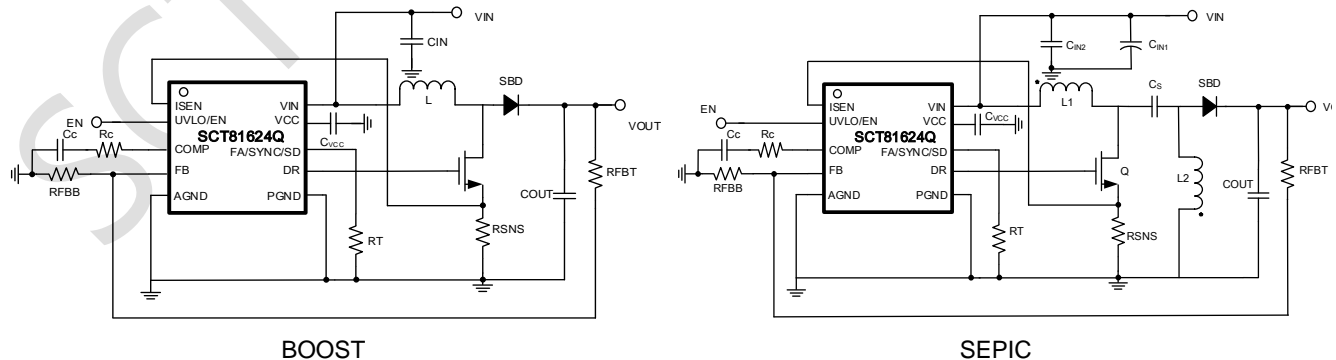 SCT
VIN
CIN
ISEN
VIN
L
SBD
EN
UVLO/EN
VCC
VOUT
SCT81624Q
CVCC
Cc
Rc
COMP
FA/SYNC/SD
FB
DR
RFBB
RFBT
COUT
AGND
PGND
RT
RSNS
BOOST
VIN
CIN2
CIN1
ISEN
VIN
L1
CS
SBD
EN
UVLO/EN
VCC
SCT81624Q
CVCC
Cc
Rc
COMP
FA/SYNC/SD
FB
DR
Q
RFBB
L2
RFBT
COUT
AGND
PGND
RT
RSNS
SEPIC